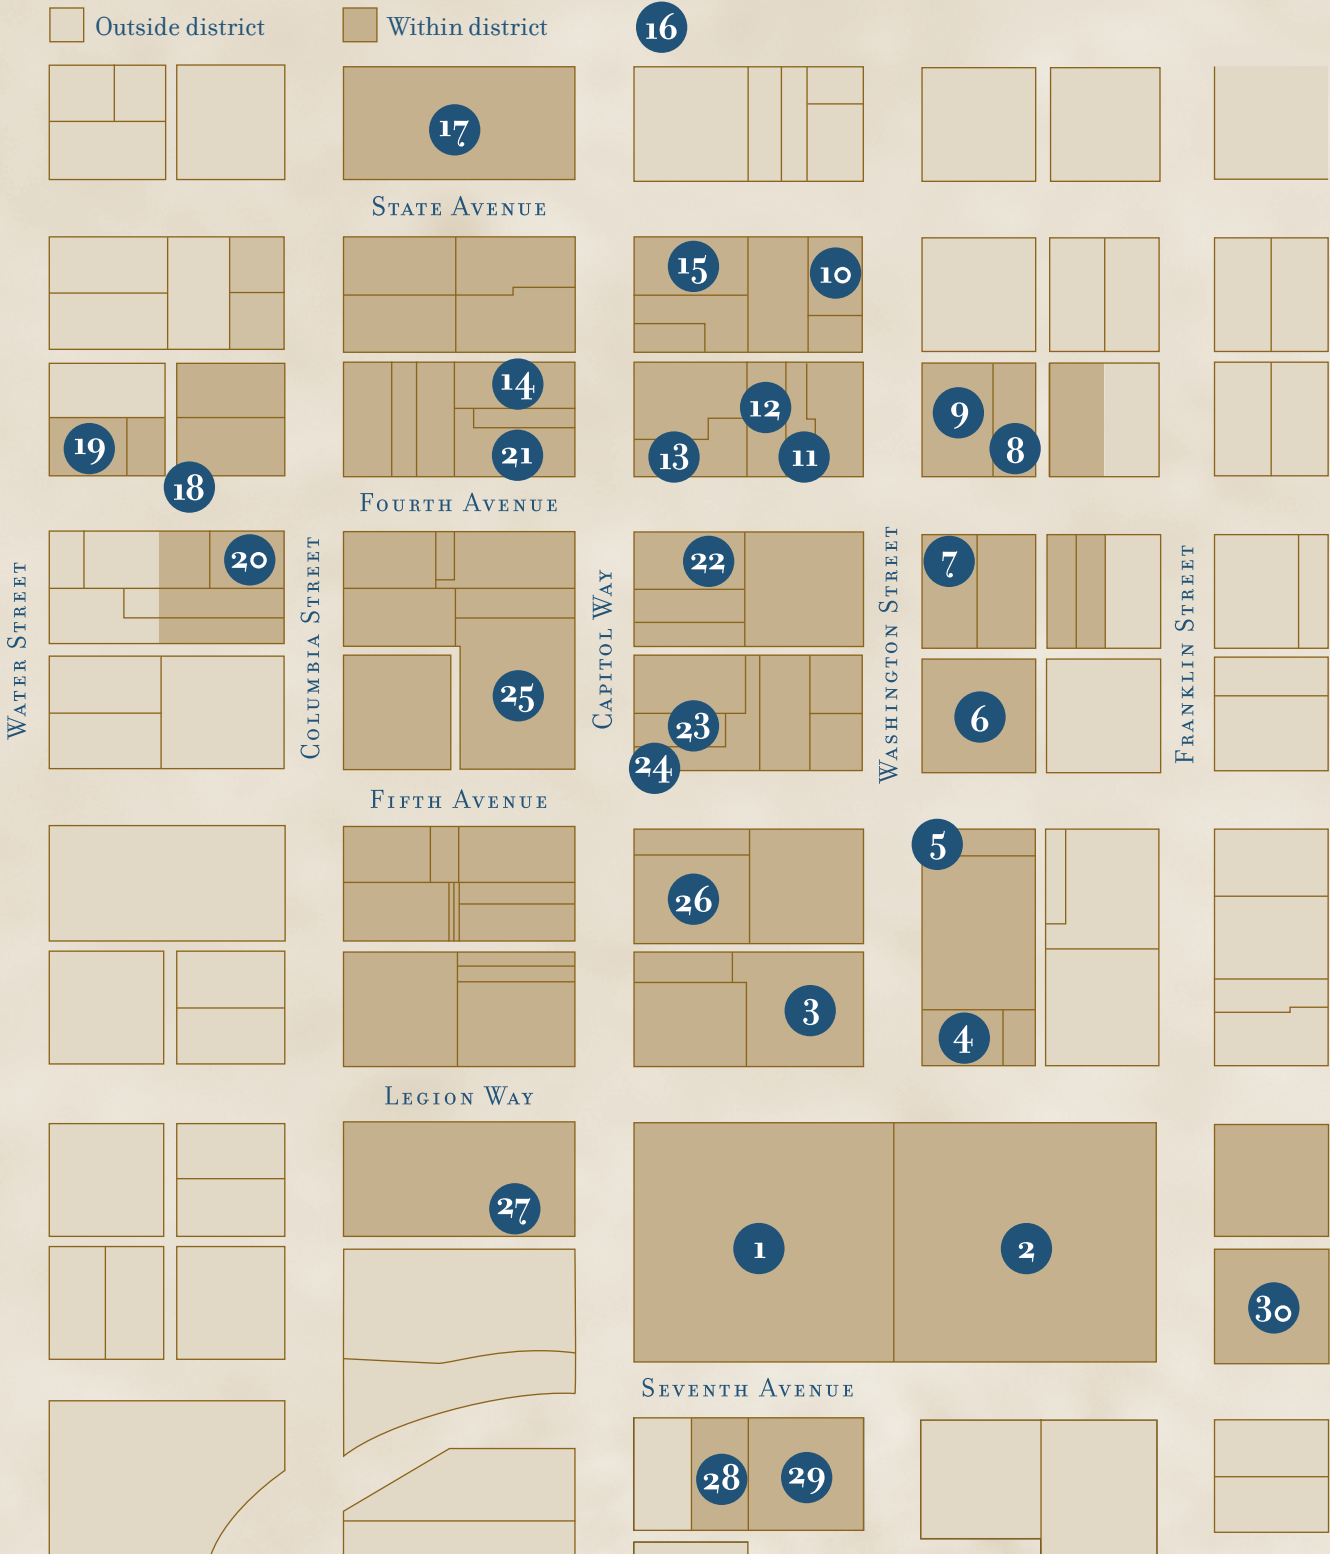 Outside district
Within district
16
17
State Avenue
15
10
14
12
9
19
21
13
11
8
18
Fourth Avenue
20
22
7
Water Street
Columbia Street
Capitol Way
Washington Street
Franklin Street
25
23
6
24
Fifth Avenue
5
26
3
4
Legion Way
27
1
2
30
Seventh Avenue
28
29